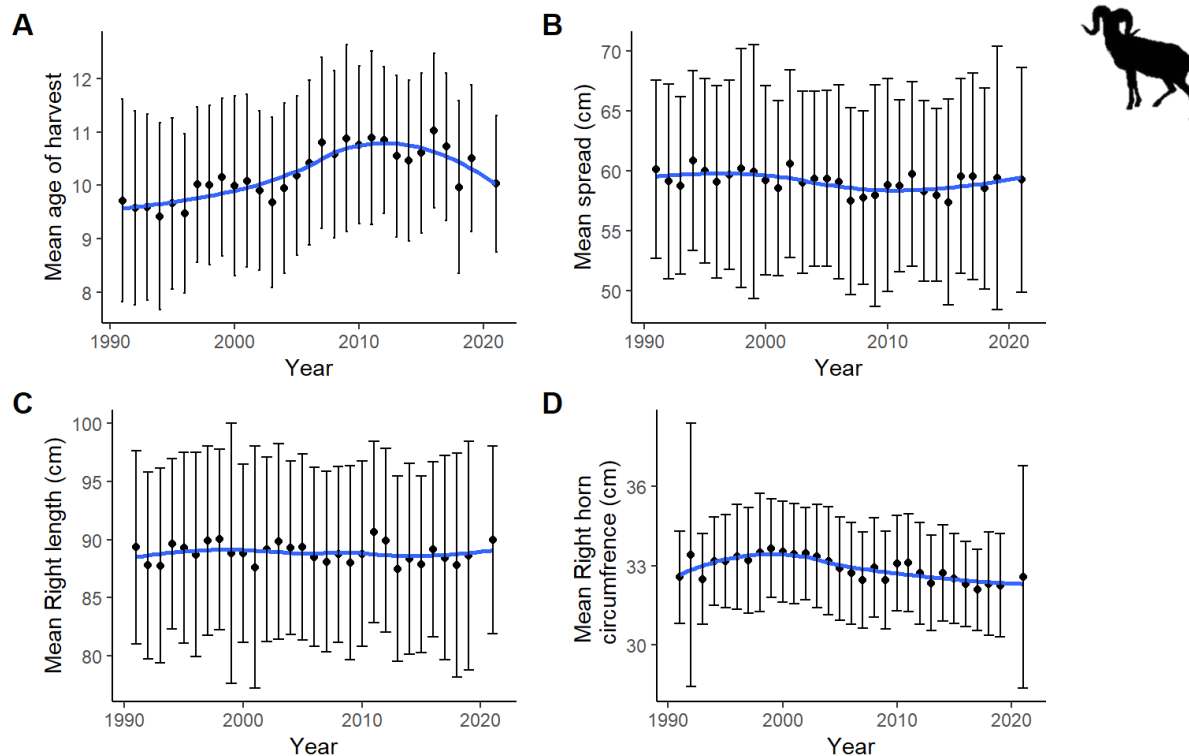 A
Mean age of harvest
12
11
10
9
8
1990 2000 2010 2020
Year
B
Mean spread (cm)
70
65
60
55
50
1990 2000 2010 2020
Year
C
Mean Right length (cm)
100
95
90
85
80
1990 2000 2010 2020
Year
D
Mean Right horn
circumfrence (cm)
36
33
30
1990 2000 2010 2020
Year